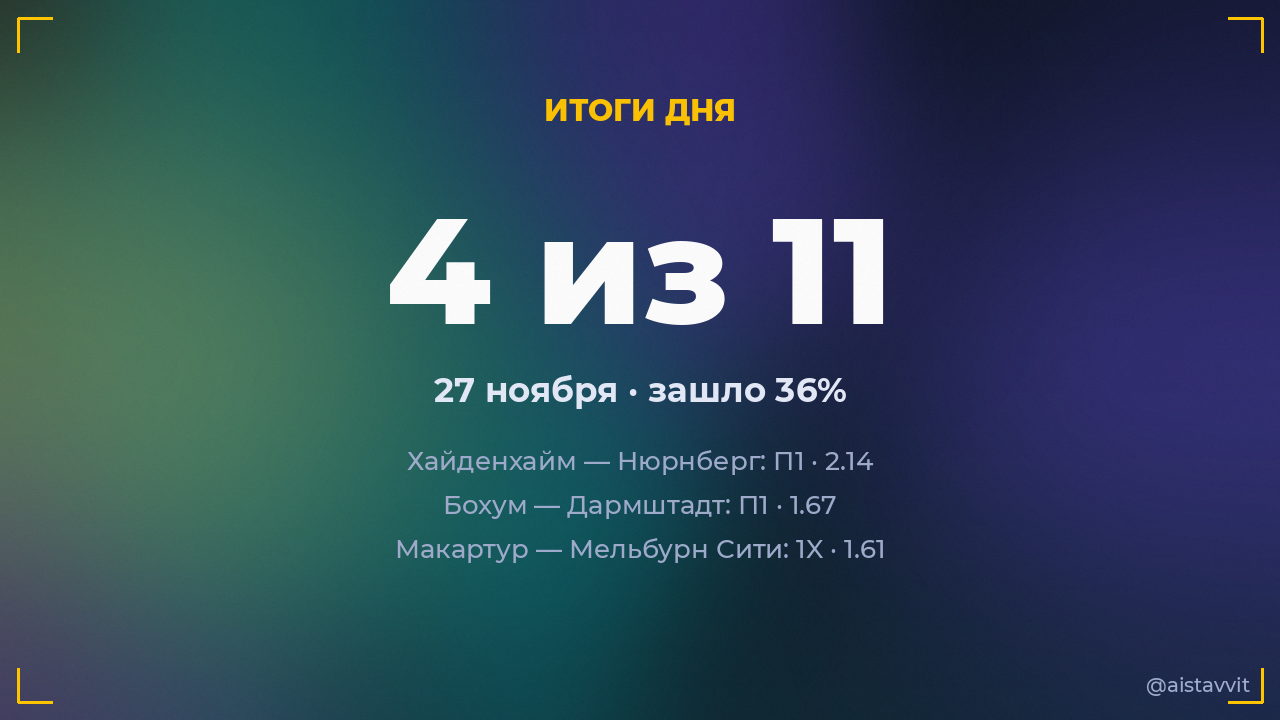 ИТОГИ ДНЯ
4 из 11
27 ноября · зашло 36%
Хайденхайм — Нюрнберг: П1 · 2.14
Бохум — Дармштадт: П1 · 1.67
Макартур — Мельбурн Сити: 1X · 1.61
@aistavvit